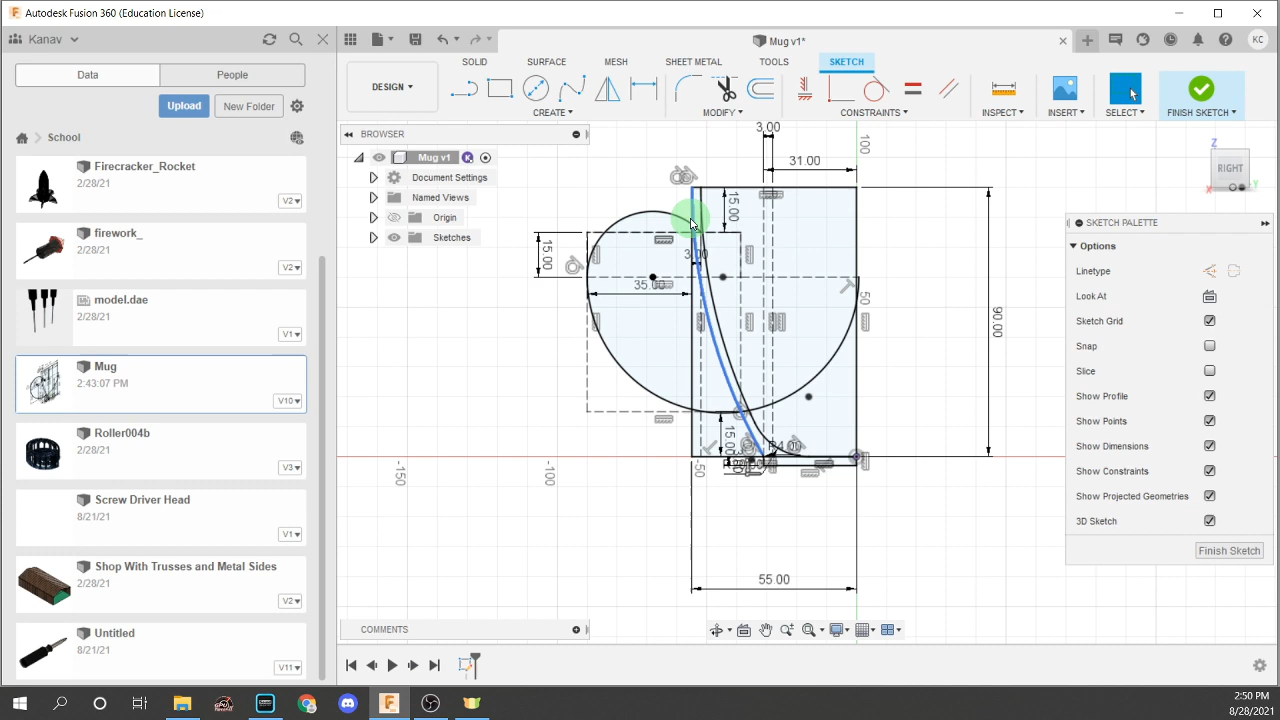 Autodesk Fusion 360 (Education License)
Kanav
Mug v1*
KC
Data
People
Upload
New Folder
School
Firecracker_Rocket
2/28/21
V2
firework_
2/28/21
V2
model.dae
2/28/21
V1
Mug
2:43:07 PM
V10
Roller004b
2/28/21
V3
Screw Driver Head
8/21/21
V1
Shop With Trusses and Metal Sides
2/28/21
V2
Untitled
8/21/21
V11
DESIGN
SOLID
SURFACE
MESH
SHEET METAL
TOOLS
SKETCH
CREATE
MODIFY
CONSTRAINTS
INSPECT
INSERT
SELECT
FINISH SKETCH
BROWSER
Mug v1
Document Settings
Named Views
Origin
Sketches
3.00
31.00
100
15.00
15.00
35.00
50
90.00
15.00
-150
-100
-50
55.00
Z
RIGHT
X
Y
SKETCH PALETTE
Options
Linetype
Look At
Sketch Grid
Snap
Slice
Show Profile
Show Points
Show Dimensions
Show Constraints
Show Projected Geometries
3D Sketch
Finish Sketch
COMMENTS
2:50 PM
8/28/2021